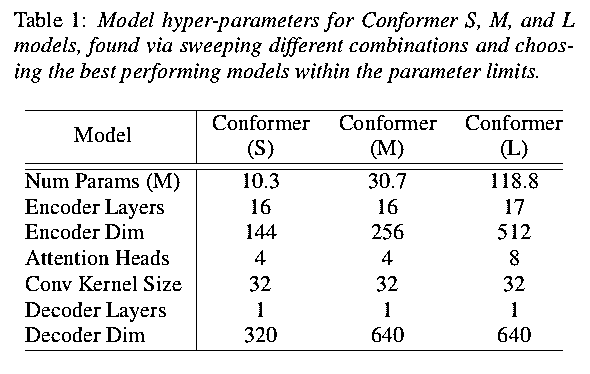 Table 1: Model hyper-parameters for Conformer S, M, and L
models, found via sweeping different combinations and choos-
ing the best performing models within the parameter limits.
Model Conformer (S) Conformer (M) Conformer (L)
Num Params (M) 10.3 30.7 118.8
Encoder Layers 16 16 17
Encoder Dim 144 256 512
Attention Heads 4 4 8
Conv Kernel Size 32 32 32
Decoder Layers 1 1 1
Decoder Dim 320 640 640